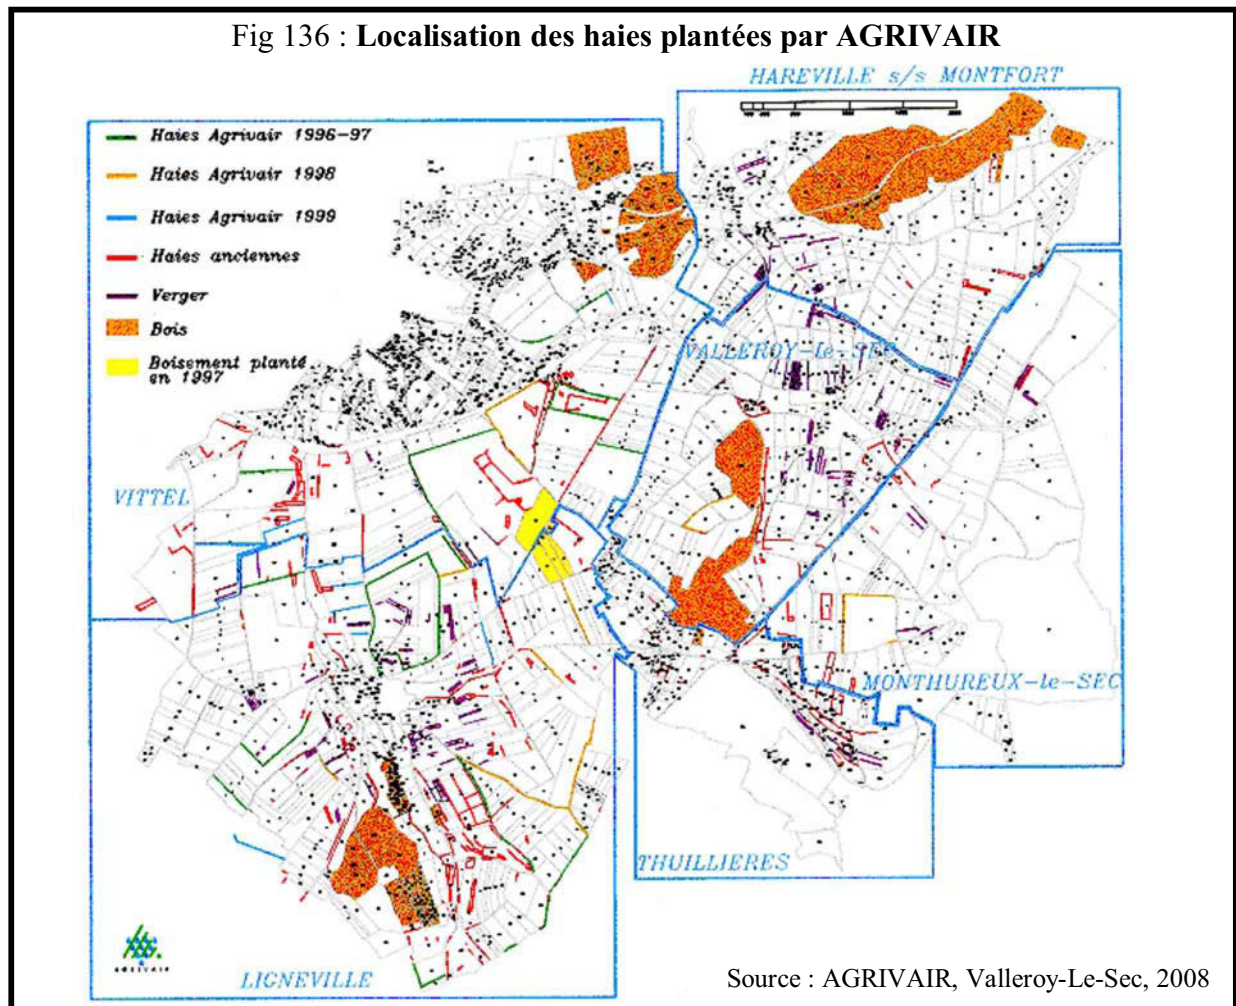 Fig 136 : Localisation des haies plantées par AGRIVAIR
HAREVILLE s/s MONTFORT
Haies Agrivair 1996-97
Haies Agrivair 1998
Haies Agrivair 1999
Haies anciennes
Verger
Bois
Boisement planté
en 1997
VALLEROY-le-SEC
VITTEL
MONTHUREUX-le-SEC
THUILLIERES
AGRIVAIR
LIGNEVILLE
Source : AGRIVAIR, Valleroy-Le-Sec, 2008